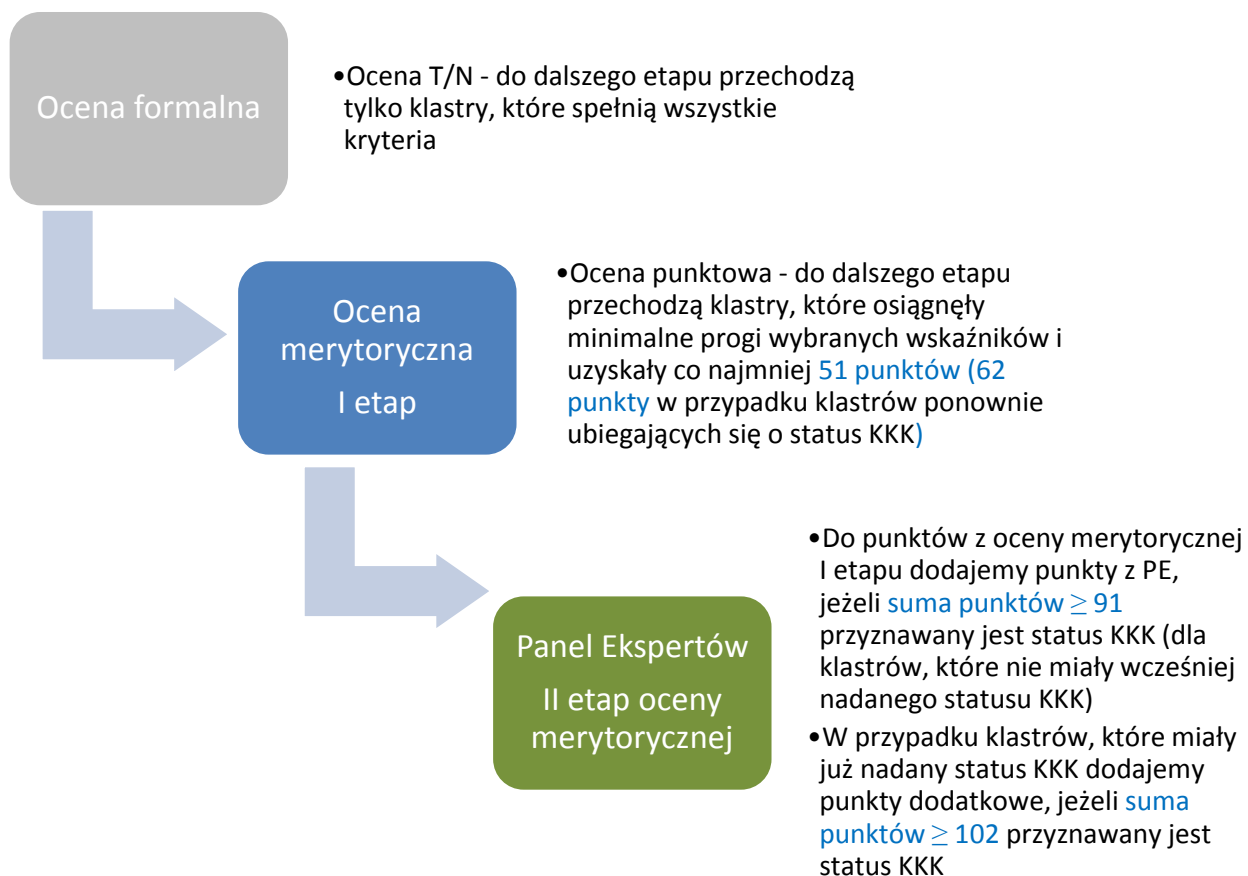 Ocena formalna
•Ocena T/N - do dalszego etapu przechodzą
tylko klastry, które spełnią wszystkie
kryteria
Ocena
merytoryczna
I etap
•Ocena punktowa - do dalszego etapu
przechodzą klastry, które osiągnęły
minimalne progi wybranych wskaźników i
uzyskały co najmniej 51 punktów (62
punkty w przypadku klastrów ponownie
ubiegających się o status KKK)
Panel Ekspertów
II etap oceny
merytorycznej
•Do punktów z oceny merytorycznej
I etapu dodajemy punkty z PE,
jeżeli suma punktów ≥ 91
przyznawany jest status KKK (dla
klastrów, które nie miały wcześniej
nadanego statusu KKK)
•W przypadku klastrów, które miały
już nadany status KKK dodajemy
punkty dodatkowe, jeżeli suma
punktów ≥ 102 przyznawany jest
status KKK